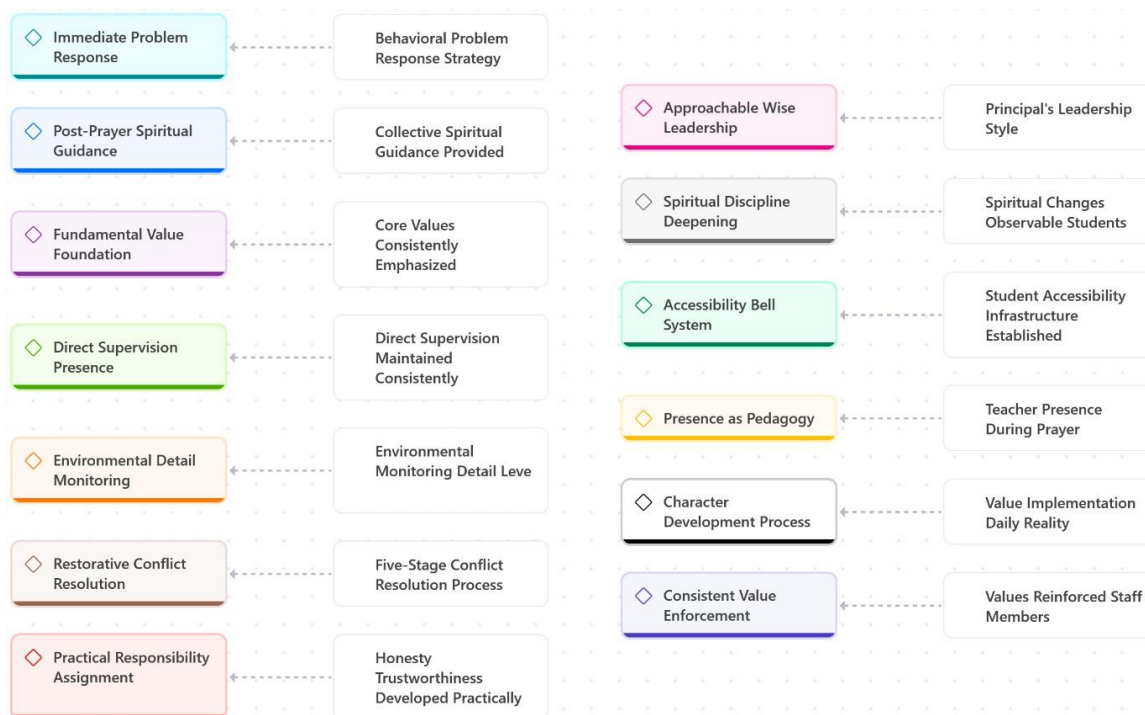 Immediate Problem
Response
Behavioral Problem
Response Strategy
Post-Prayer Spiritual
Guidance
Collective Spiritual
Guidance Provided
Fundamental Value
Foundation
Core Values
Consistently
Emphasized
Direct Supervision
Presence
Direct Supervision
Maintained
Consistently
Environmental Detail
Monitoring
Environmental
Monitoring Detail Leve
Restorative Conflict
Resolution
Five-Stage Conflict
Resolution Process
Practical Responsibility
Assignment
Honesty
Trustworthiness
Developed Practically
Approachable Wise
Leadership
Principal's Leadership
Style
Spiritual Discipline
Deepening
Spiritual Changes
Observable Students
Accessibility Bell
System
Student Accessibility
Infrastructure
Established
Presence as Pedagogy
Teacher Presence
During Prayer
Character
Development Process
Value Implementation
Daily Reality
Consistent Value
Enforcement
Values Reinforced Staff
Members